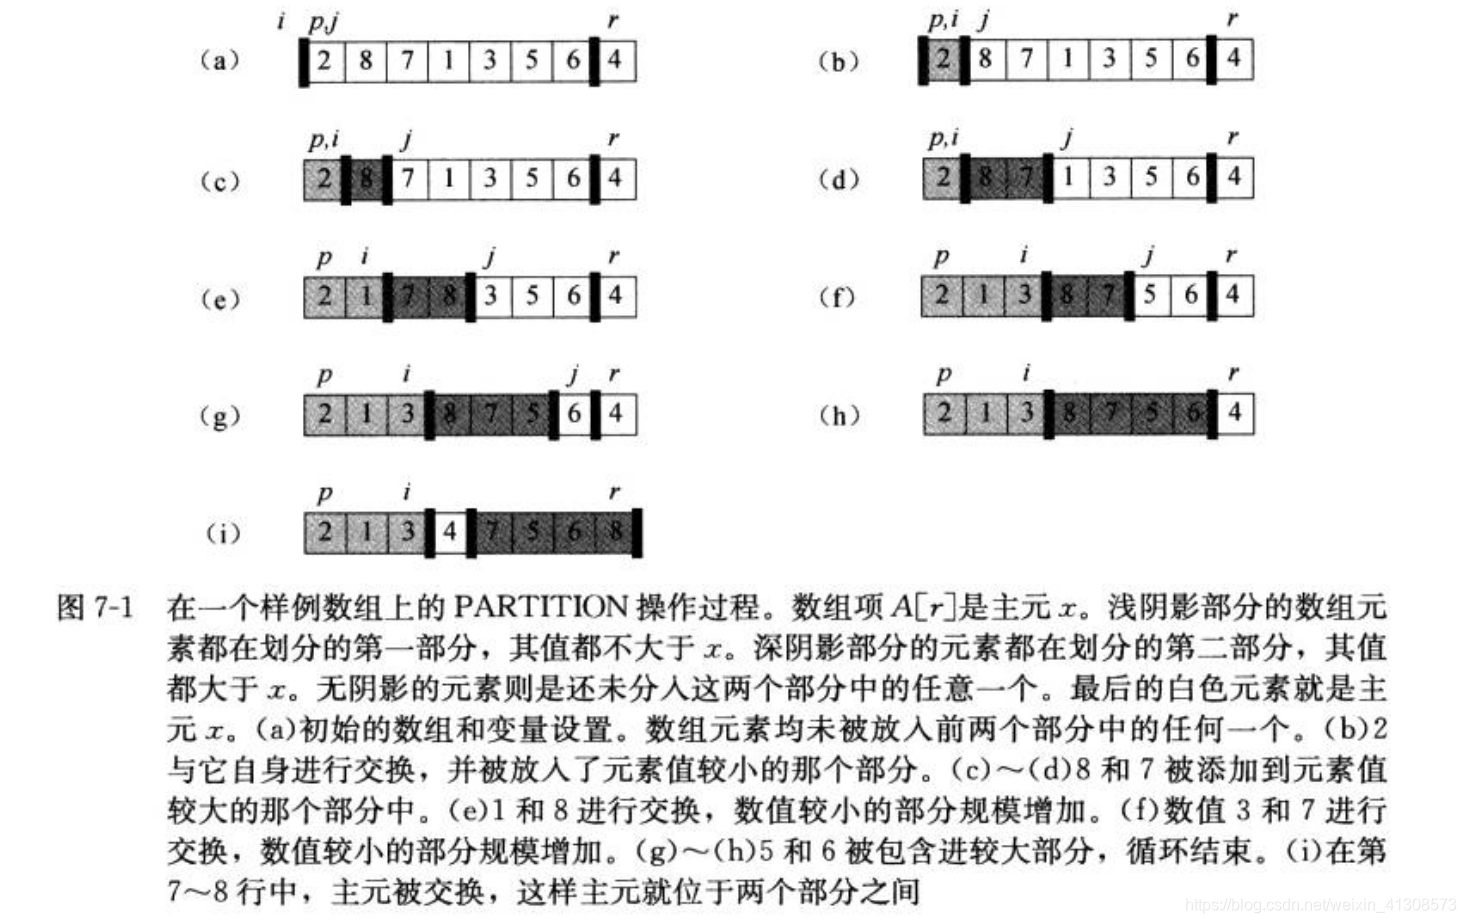 i p,j r p,i j r
(a) 2 8 7 1 3 5 6 4 (b) 2 8 7 1 3 5 6 4
p,i j r p,i j r
(c) 2 8 7 1 3 5 6 4 (d) 2 8 7 1 3 5 6 4
p i j r p i j r
(e) 2 1 7 8 3 5 6 4 (f) 2 1 3 8 7 5 6 4
p i j r p i r
(g) 2 1 3 8 7 5 6 4 (h) 2 1 3 8 7 5 6 4
p i r
(i) 2 1 3 4 7 5 6 8
图 7-1 在一个样例数组上的 PARTITION 操作过程。数组项 A[r]是主元 x。浅阴影部分的数组元
素都在划分的第一部分，其值都不大于 x。深阴影部分的元素都在划分的第二部分，其值
都大于 x。无阴影的元素则是还未分入这两个部分中的任意一个。最后的白色元素就是主
元 x。(a)初始的数组和变量设置。数组元素均未被放入前两个部分中的任何一个。(b)2
与它自身进行交换，并被放入了元素值较小的那个部分。(c)～(d)8 和 7 被添加到元素值
较大的那个部分中。(e)1 和 8 进行交换，数值较小的部分规模增加。(f)数值 3 和 7 进行
交换，数值较小的部分规模增加。(g)～(h)5 和 6 被包含进较大部分，循环结束。(i)在第
7～8 行中，主元被交换，这样主元就位于两个部分之间
https://blog.csdn.net/weixin_41308573